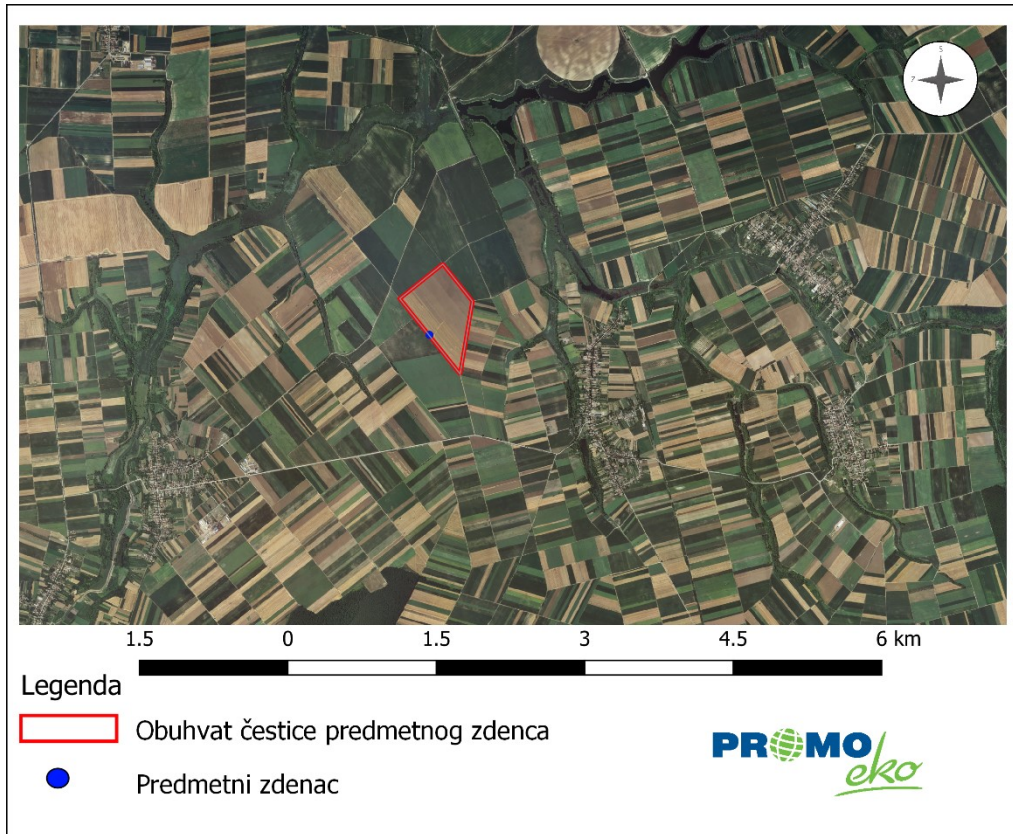 S
Z
1.5 0 1.5 3 4.5 6 km
Legenda
Obuhvat čestice predmetnog zdenca
Predmetni zdenac
PROMO
eko